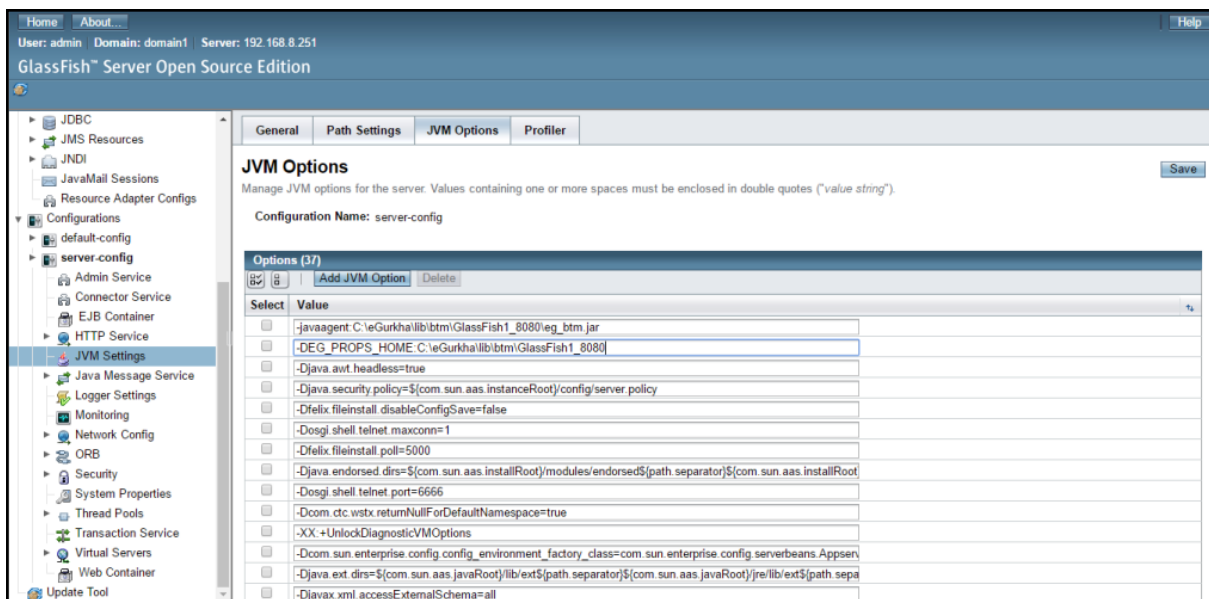 Home About... Help
User: admin Domain: domain1 Server: 192.168.8.251
GlassFish™ Server Open Source Edition
JDBC
JMS Resources
JNDI
JavaMail Sessions
Resource Adapter Configs
Configurations
default-config
server-config
Admin Service
Connector Service
EJB Container
HTTP Service
JVM Settings
Java Message Service
Logger Settings
Monitoring
Network Config
ORB
Security
System Properties
Thread Pools
Transaction Service
Virtual Servers
Web Container
Update Tool
General Path Settings JVM Options Profiler
JVM Options
Save
Manage JVM options for the server. Values containing one or more spaces must be enclosed in double quotes ("value string").
Configuration Name: server-config
Options (37)
Add JVM Option Delete
Select Value
-javaagent:C:\eGurkha\lib\btm\GlassFish1_8080\eg_btm.jar
-DEG_PROPS_HOME:C:\eGurkha\lib\btm\GlassFish1_8080
-Djava.awt.headless=true
-Djava.security.policy=${com.sun.aas.instanceRoot}/config/server.policy
-Dfelix.fileinstall.disableConfigSave=false
-Dosgi.shell.telnet.maxconn=1
-Dfelix.fileinstall.poll=5000
-Djava.endorsed.dirs=${com.sun.aas.installRoot}/modules/endorsed${path.separator}${com.sun.aas.installRoot
-Dosgi.shell.telnet.port=6666
-Dcom.ctc.wstx.returnNullForDefaultNamespace=true
-XX:+UnlockDiagnosticVMOptions
-Dcom.sun.enterprise.config.config_environment_factory_class=com.sun.enterprise.config.serverbeans.Appserv
-Djava.ext.dirs=${com.sun.aas.javaRoot}/lib/ext${path.separator}${com.sun.aas.javaRoot}/jre/lib/ext${path.sepa
-Djavax.xml.accessExternalSchema=all